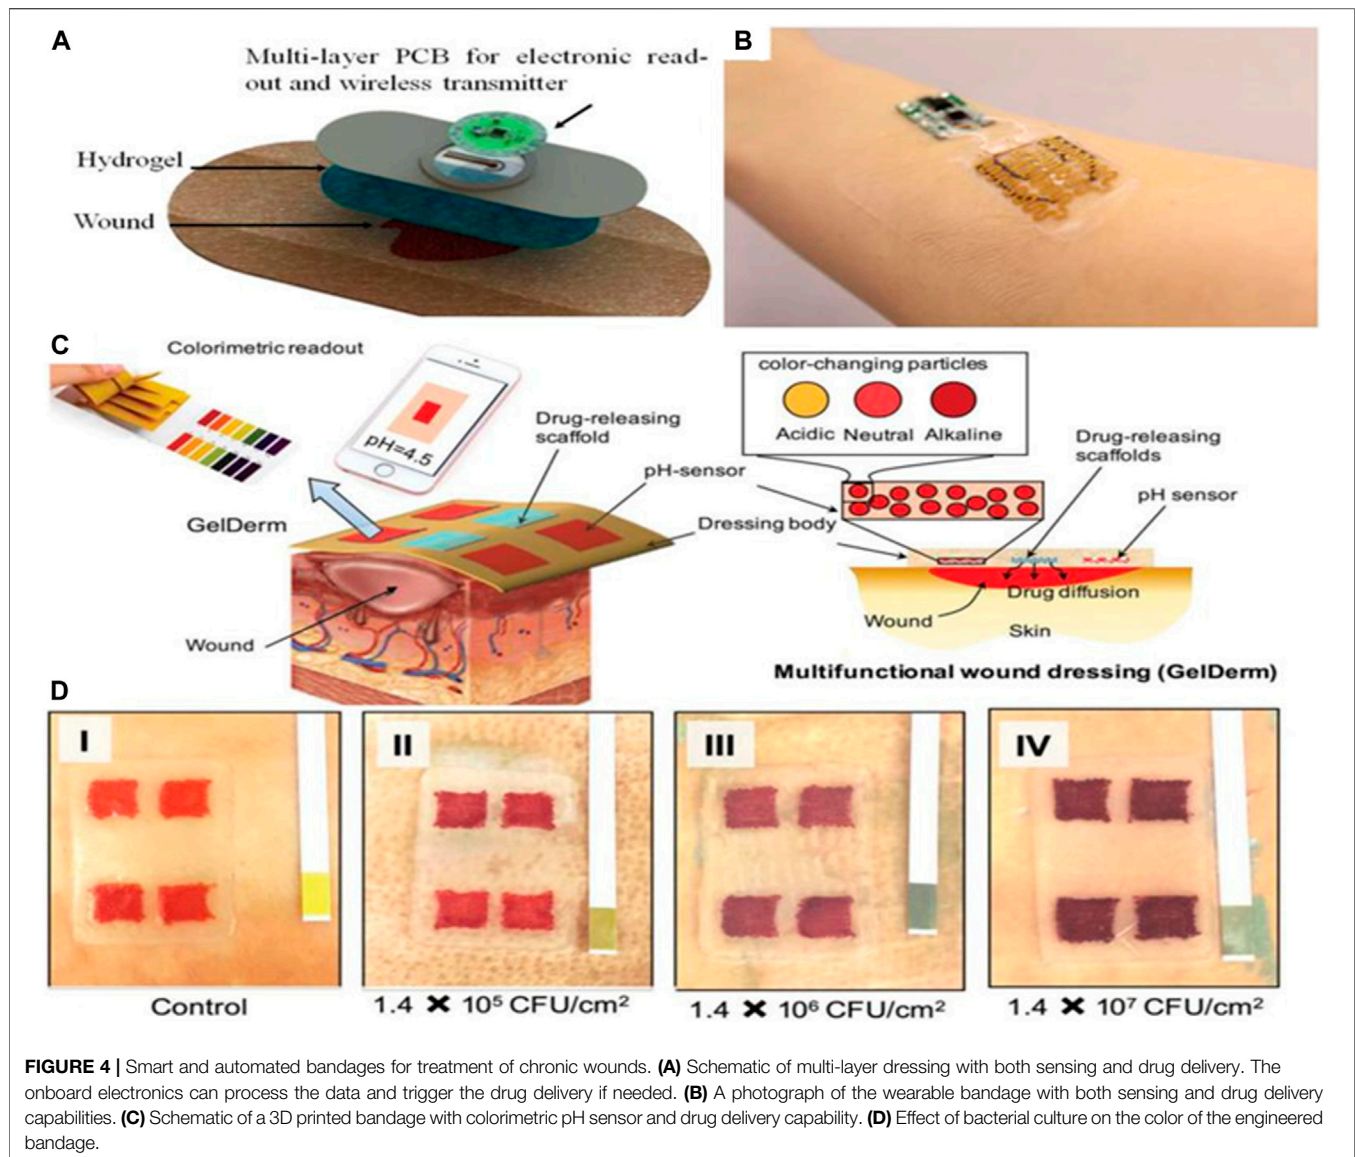 A
Multi-layer PCB for electronic read-
out and wireless transmitter
Hydrogel
Wound
B
C
Colorimetric readout
pH=4.5
Drug-releasing
scaffold
pH-sensor
GelDerm
Dressing body
Wound
color-changing particles
Acidic Neutral Alkaline
Drug-releasing
scaffolds
pH sensor
Drug diffusion
Wound
Skin
Multifunctional wound dressing (GelDerm)
D
I
II
III
IV
Control
1.4 ✖ 10⁵ CFU/cm²
1.4 ✖ 10⁶ CFU/cm²
1.4 ✖ 10⁷ CFU/cm²
FIGURE 4 | Smart and automated bandages for treatment of chronic wounds. (A) Schematic of multi-layer dressing with both sensing and drug delivery. The
onboard electronics can process the data and trigger the drug delivery if needed. (B) A photograph of the wearable bandage with both sensing and drug delivery
capabilities. (C) Schematic of a 3D printed bandage with colorimetric pH sensor and drug delivery capability. (D) Effect of bacterial culture on the color of the engineered
bandage.